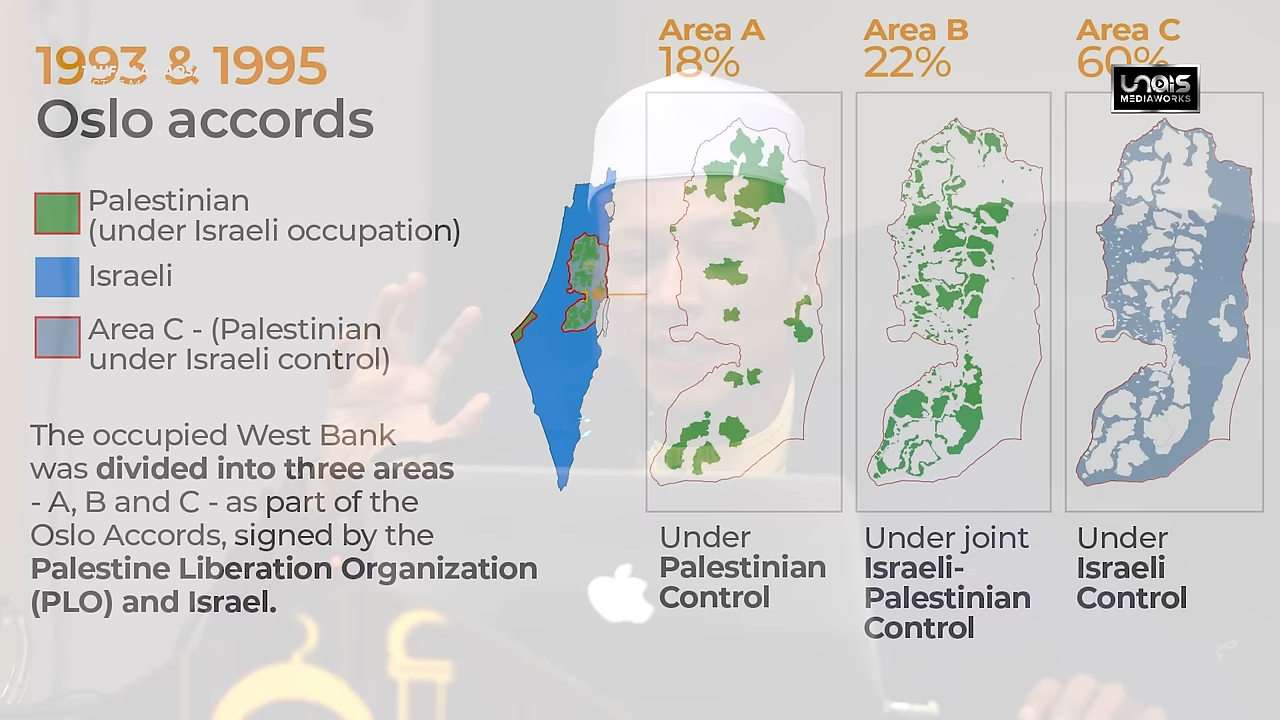 1993 & 1995
Oslo accords
Palestinian
(under Israeli occupation)
Israeli
Area C - (Palestinian
under Israeli control)
The occupied West Bank
was divided into three areas
- A, B and C - as part of the
Oslo Accords, signed by the
Palestine Liberation Organization
(PLO) and Israel.
Area A
18%
Under
Palestinian
Control
Area B
22%
Under joint
Israeli-
Palestinian
Control
Area C
60%
Under
Israeli
Control
UNAIS
MEDIAWORKS